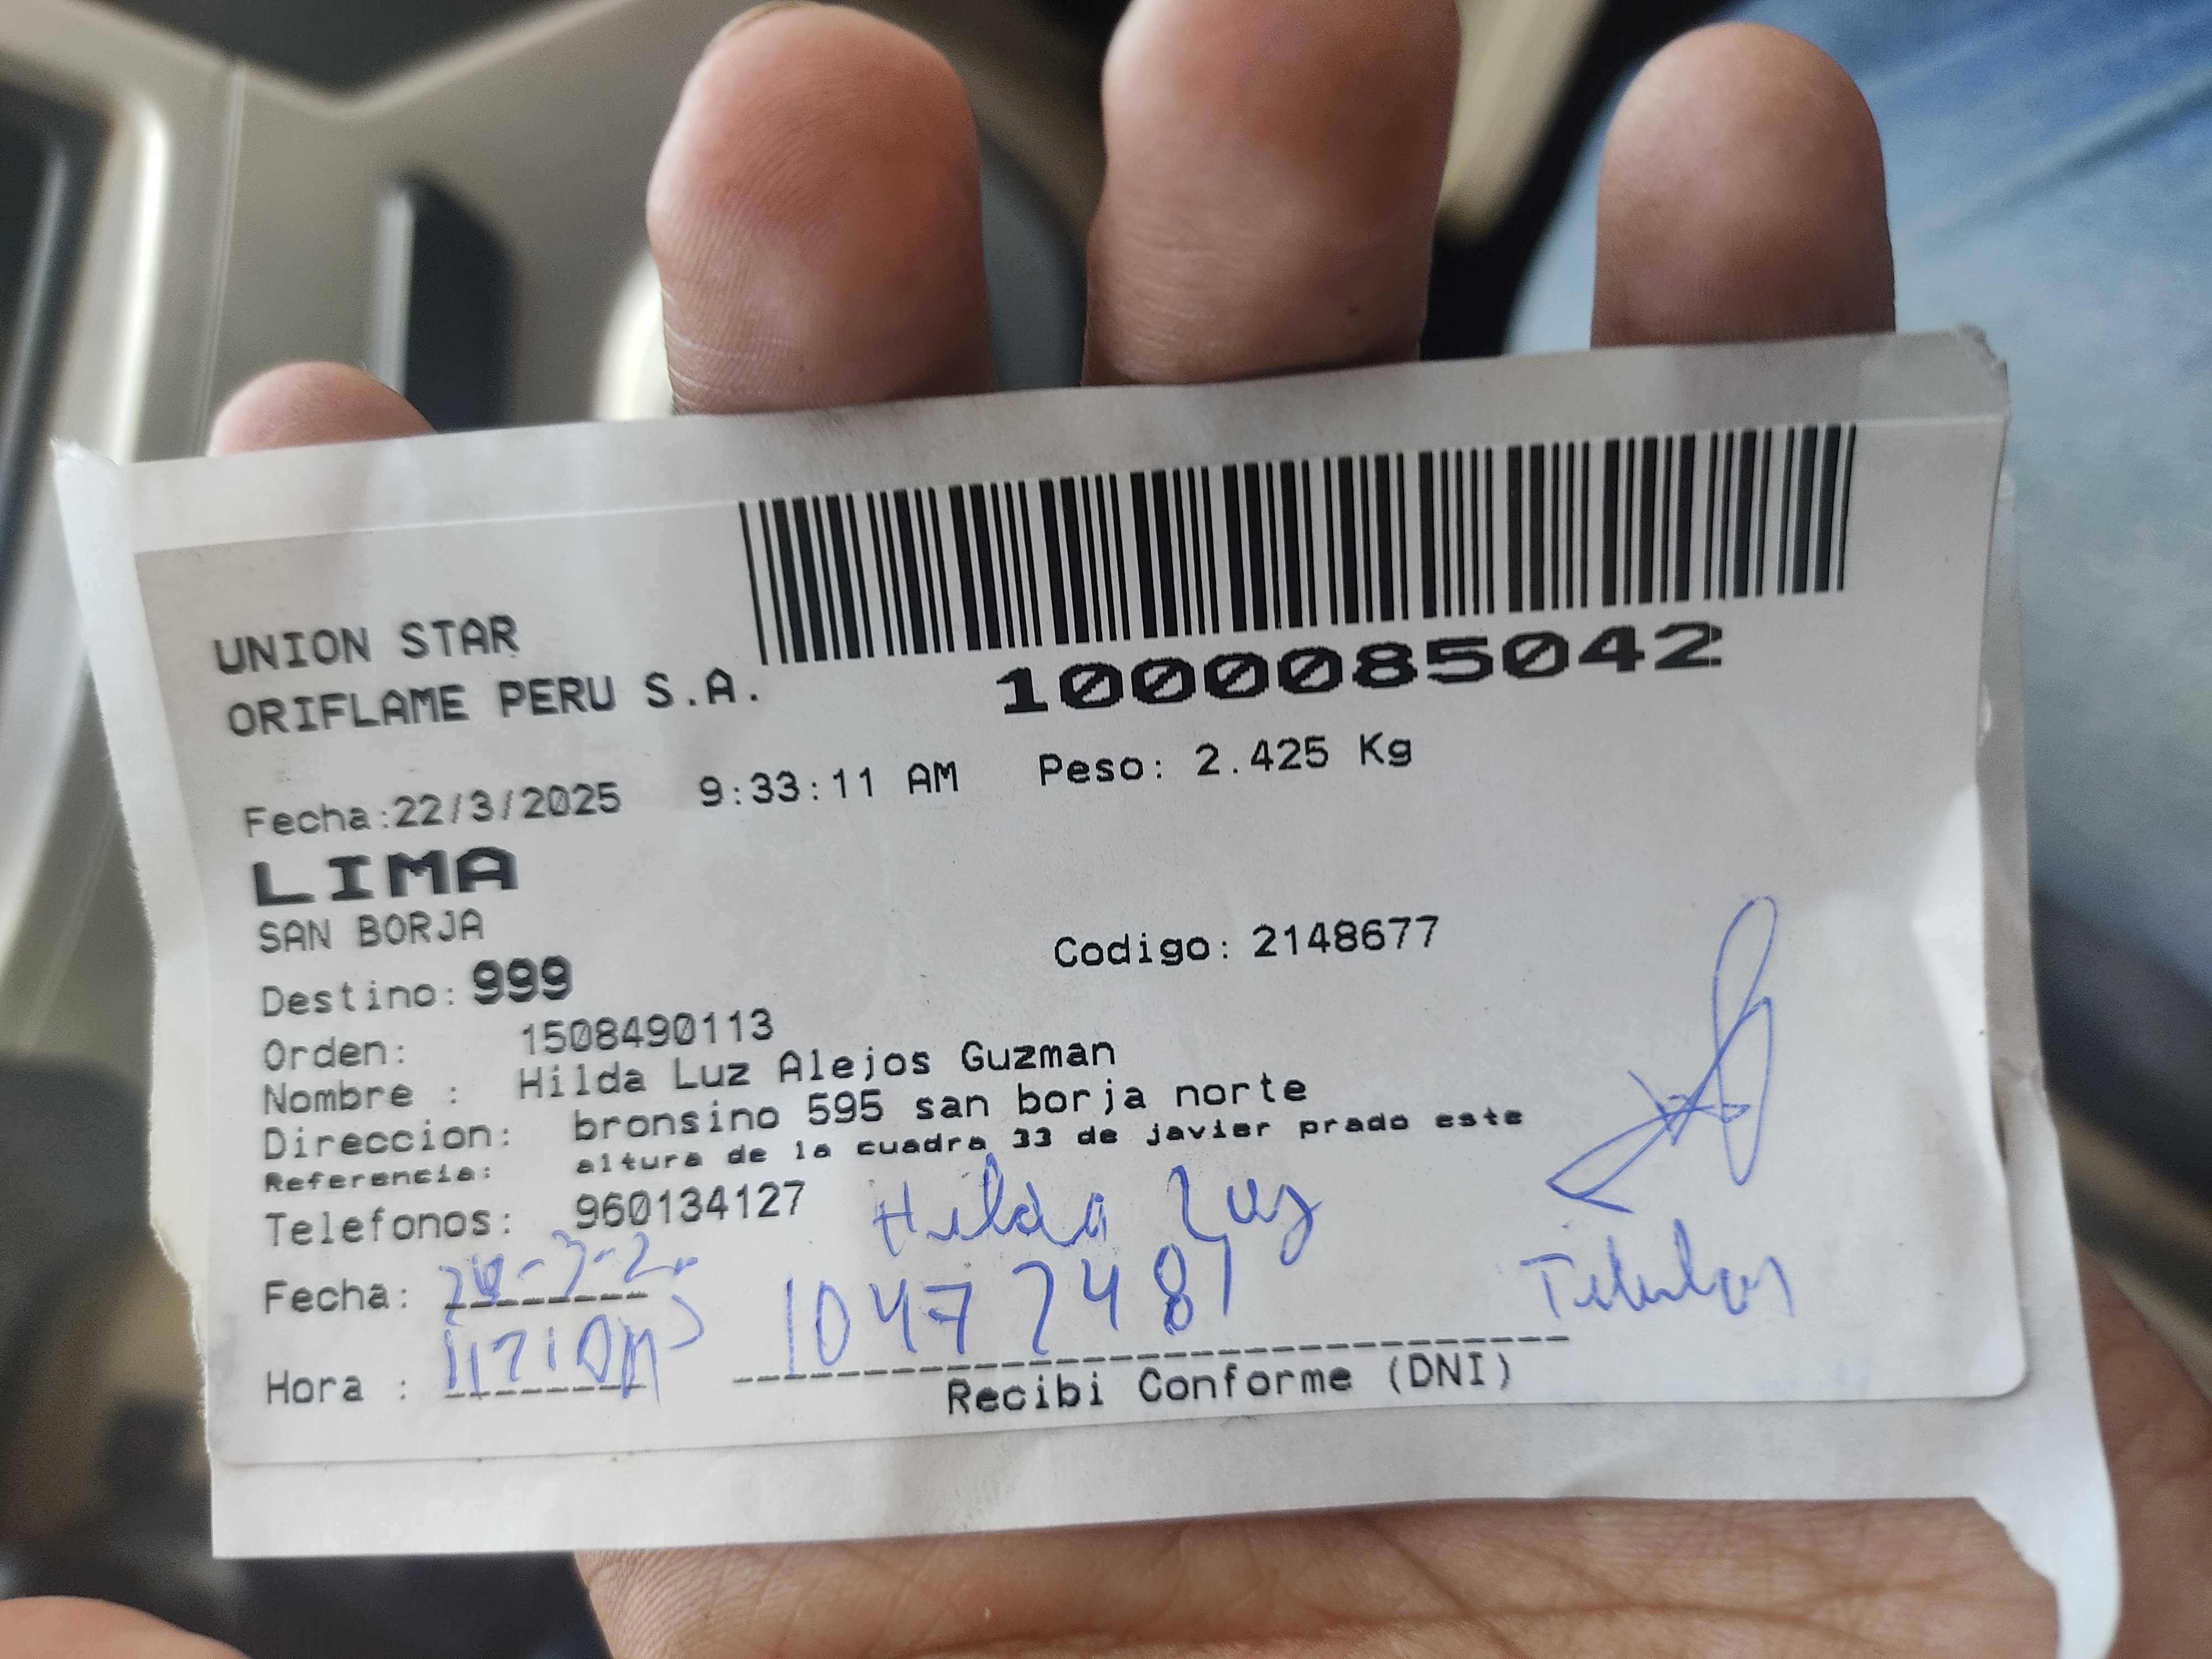 UNION STAR
ORIFLAME PERU S.A.
1000085042
Fecha:22/3/2025 9:33:11 AM Peso: 2.425 Kg
LIMA
SAN BORJA
Destino: 999 Codigo: 2148677
Orden: 1508490113
Nombre : Hilda Luz Alejos Guzman
Direccion: bronsino 595 san borja norte
Referencia: altura de la cuadra 33 de javier prado este
Telefonos: 960134127 Hilda Luz
Fecha: Titular
Hora : 10472481
Recibi Conforme (DNI)